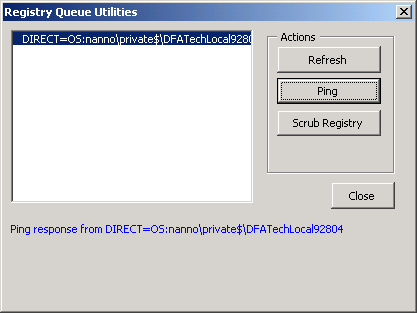 Registry Queue Utilities
DIRECT=OS:nanno\private$\DFATechLocal9280
Actions
Refresh
Ping
Scrub Registry
Close
Ping response from DIRECT=OS:nanno\private$\DFATechLocal92804